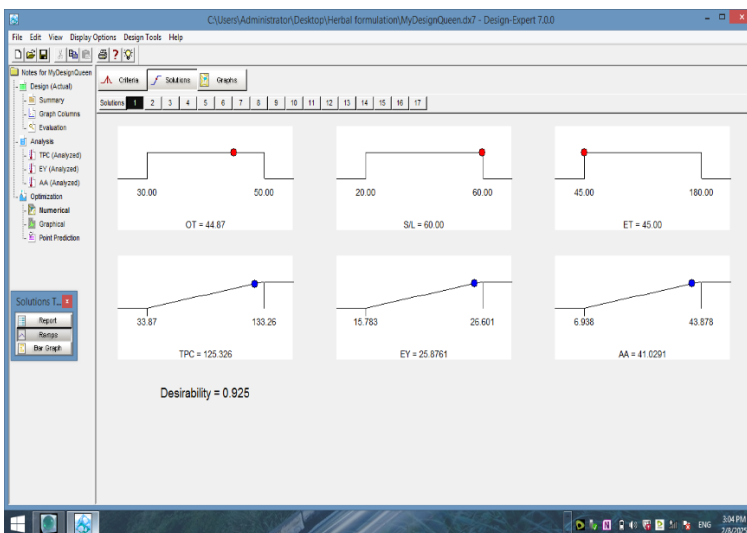 C:\Users\Administrator\Desktop\Herbal formulation\MyDesignQueen.dx7 - Design-Expert 7.0.0
File Edit View Display Options Design Tools Help
Notes for MyDesignQueen
Design (Actual)
Summary
Graph Columns
Evaluation
Analysis
TPC (Analyzed)
EY (Analyzed)
AA (Analyzed)
Optimization
Numerical
Graphical
Point Prediction
Criteria Solutions Graphs
Solutions 1 2 3 4 5 6 7 8 9 10 11 12 13 14 15 16 17
30.00 50.00
OT = 44.87
20.00 60.00
S/L = 60.00
45.00 180.00
ET = 45.00
33.87 133.26
TPC = 125.326
15.783 26.601
EY = 25.8761
6.938 43.878
AA = 41.0291
Desirability = 0.925
Solutions T...
Report
Ramps
Bar Graph
ENG
3:04 PM
2/8/2025